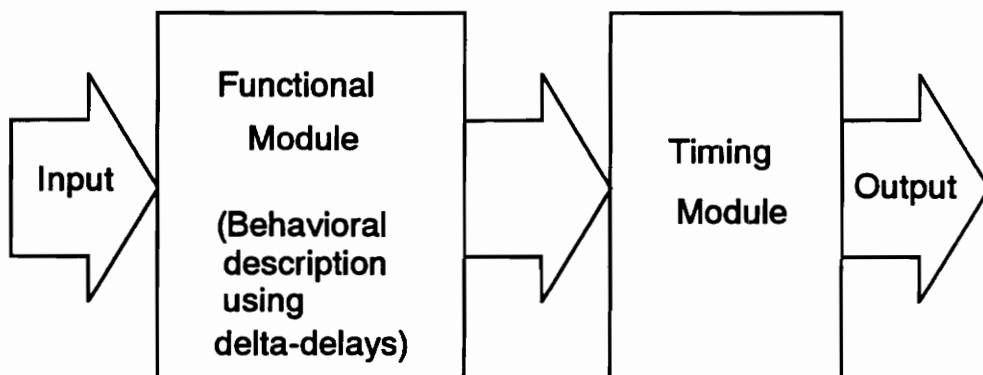 Input
Functional
Module
(Behavioral
description
using
delta-delays)
Timing
Module
Output